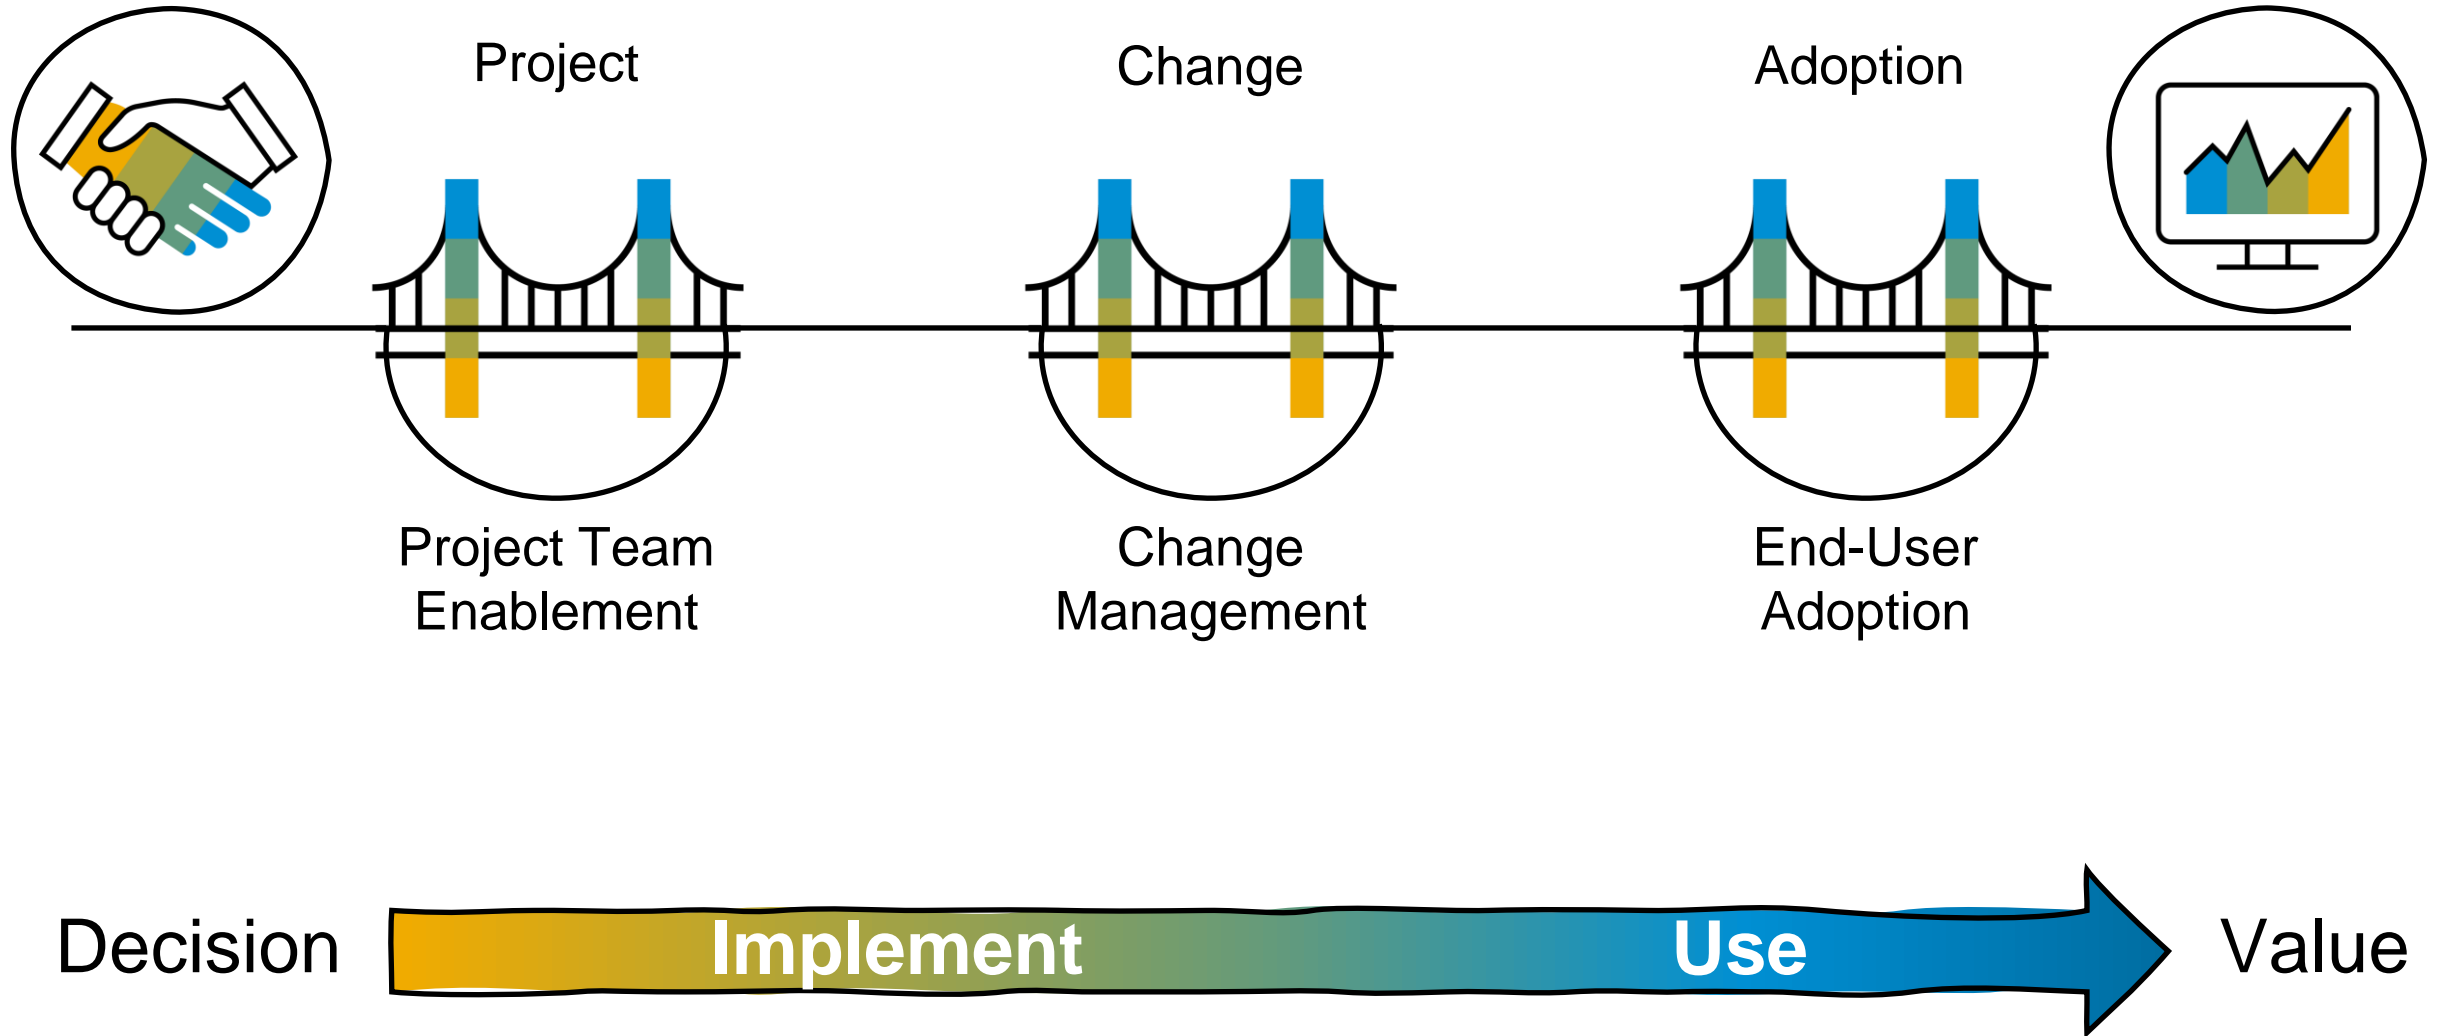 Project
Change
Adoption
Project Team
Enablement
Change
Management
End-User
Adoption
Decision
Implement
Use
Value